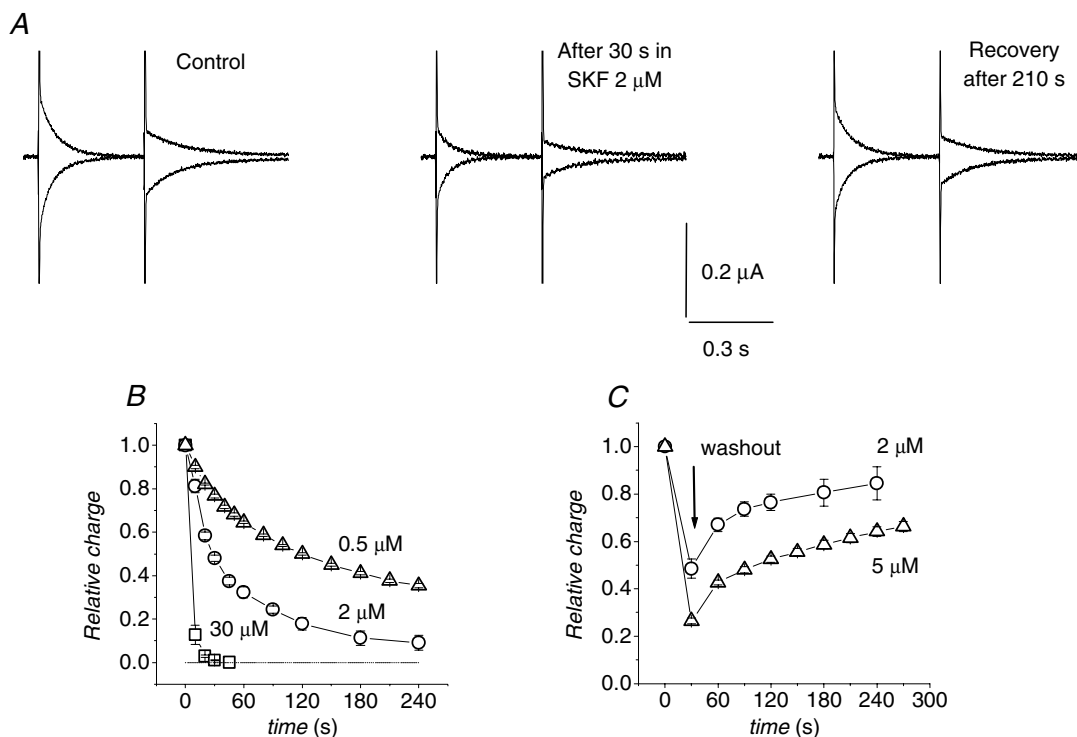 A
Control
After 30 s in
SKF 2 μM
Recovery
after 210 s
0.2 μA
0.3 s
B
Relative charge
1.0
0.8
0.6
0.4
0.2
0.0
0.5 μM
2 μM
30 μM
0 60 120 180 240
time (s)
C
Relative charge
1.0
0.8
0.6
0.4
0.2
0.0
washout
2 μM
5 μM
0 60 120 180 240 300
time (s)